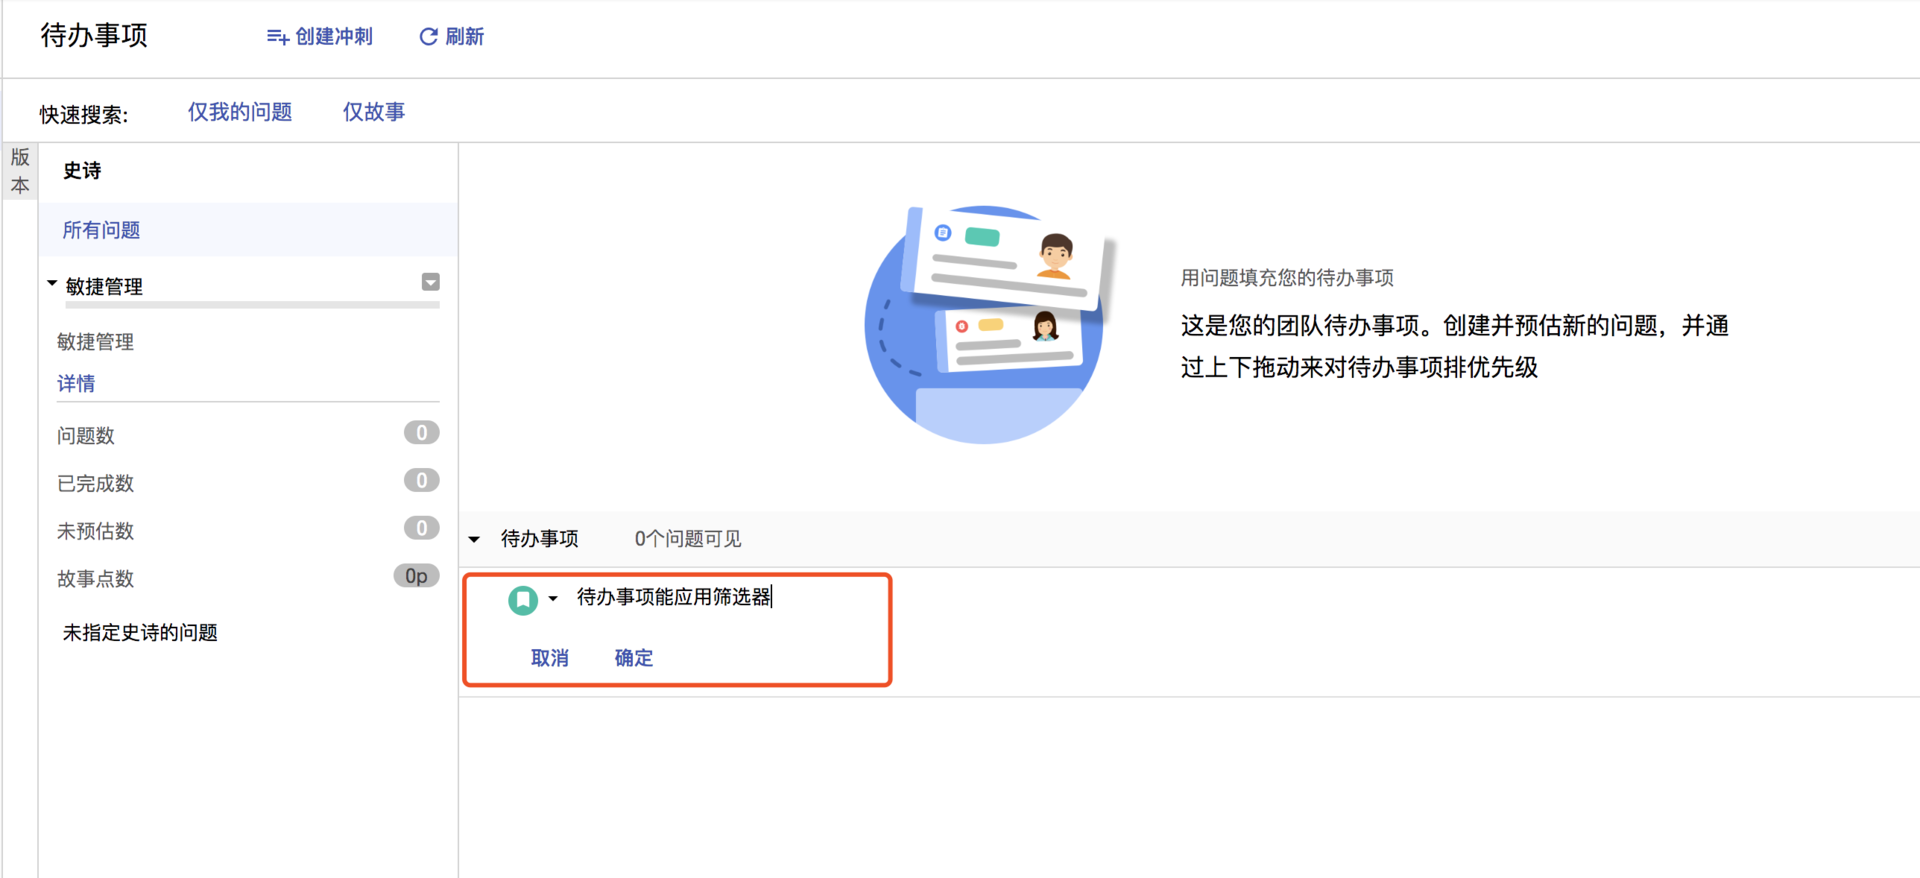 待办事项
创建冲刺
刷新
快速搜索:
仅我的问题
仅故事
版本
史诗
所有问题
敏捷管理
敏捷管理
详情
问题数 0
已完成数 0
未预估数 0
故事点数 0p
未指定史诗的问题
用问题填充您的待办事项
这是您的团队待办事项。创建并预估新的问题，并通
过上下拖动来对待办事项排优先级
待办事项 0个问题可见
待办事项能应用筛选器
取消 确定